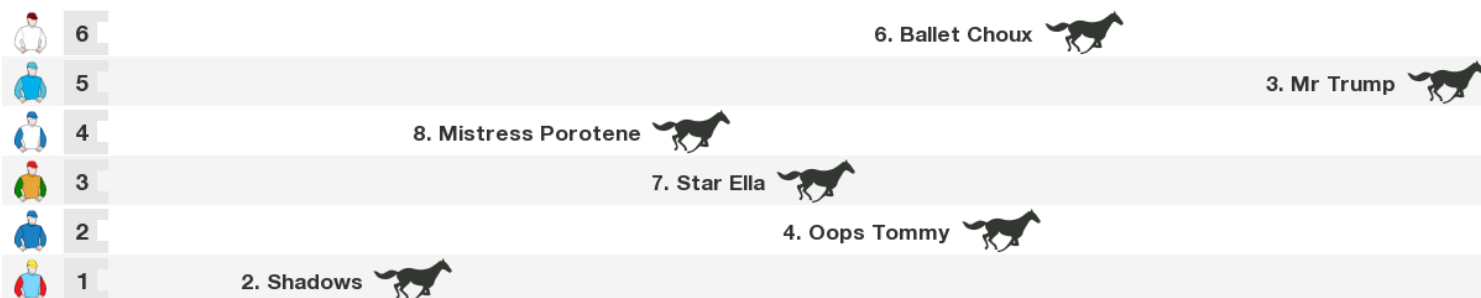 6 6. Ballet Choux
5 3. Mr Trump
4 8. Mistress Porotene
3 7. Star Ella
2 4. Oops Tommy
1 2. Shadows